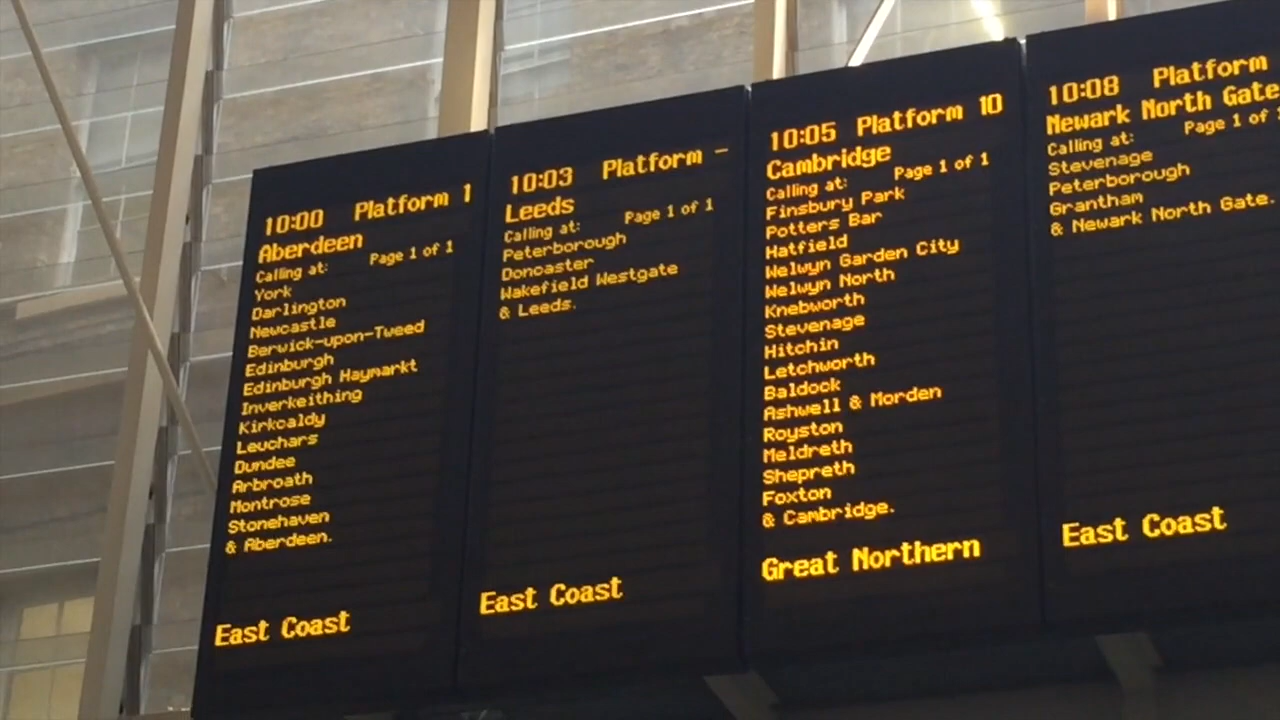 10:00 Platform 1
Aberdeen
Calling at: Page 1 of 1
York
Darlington
Newcastle
Berwick-upon-Tweed
Edinburgh
Edinburgh Haymarkt
Inverkeithing
Kirkcaldy
Leuchars
Dundee
Arbroath
Montrose
Stonehaven
& Aberdeen.
East Coast
10:03 Platform -
Leeds
Calling at: Page 1 of 1
Peterborough
Doncaster
Wakefield Westgate
& Leeds.
East Coast
10:05 Platform 10
Cambridge
Calling at: Page 1 of 1
Finsbury Park
Potters Bar
Hatfield
Welwyn Garden City
Welwyn North
Knebworth
Stevenage
Hitchin
Letchworth
Baldock
Ashwell & Morden
Royston
Meldreth
Shepreth
Foxton
& Cambridge.
Great Northern
10:08 Platform
Newark North Gate
Calling at: Page 1 of
Stevenage
Peterborough
Grantham
& Newark North Gate.
East Coast